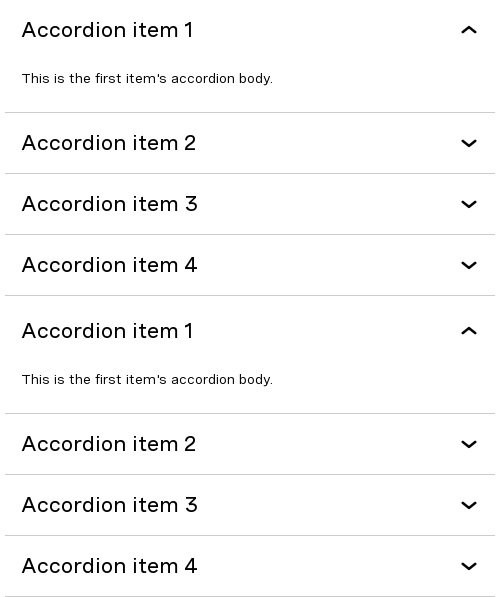 Accordion item 1
This is the first item's accordion body.
Accordion item 2
Accordion item 3
Accordion item 4
Accordion item 1
This is the first item's accordion body.
Accordion item 2
Accordion item 3
Accordion item 4